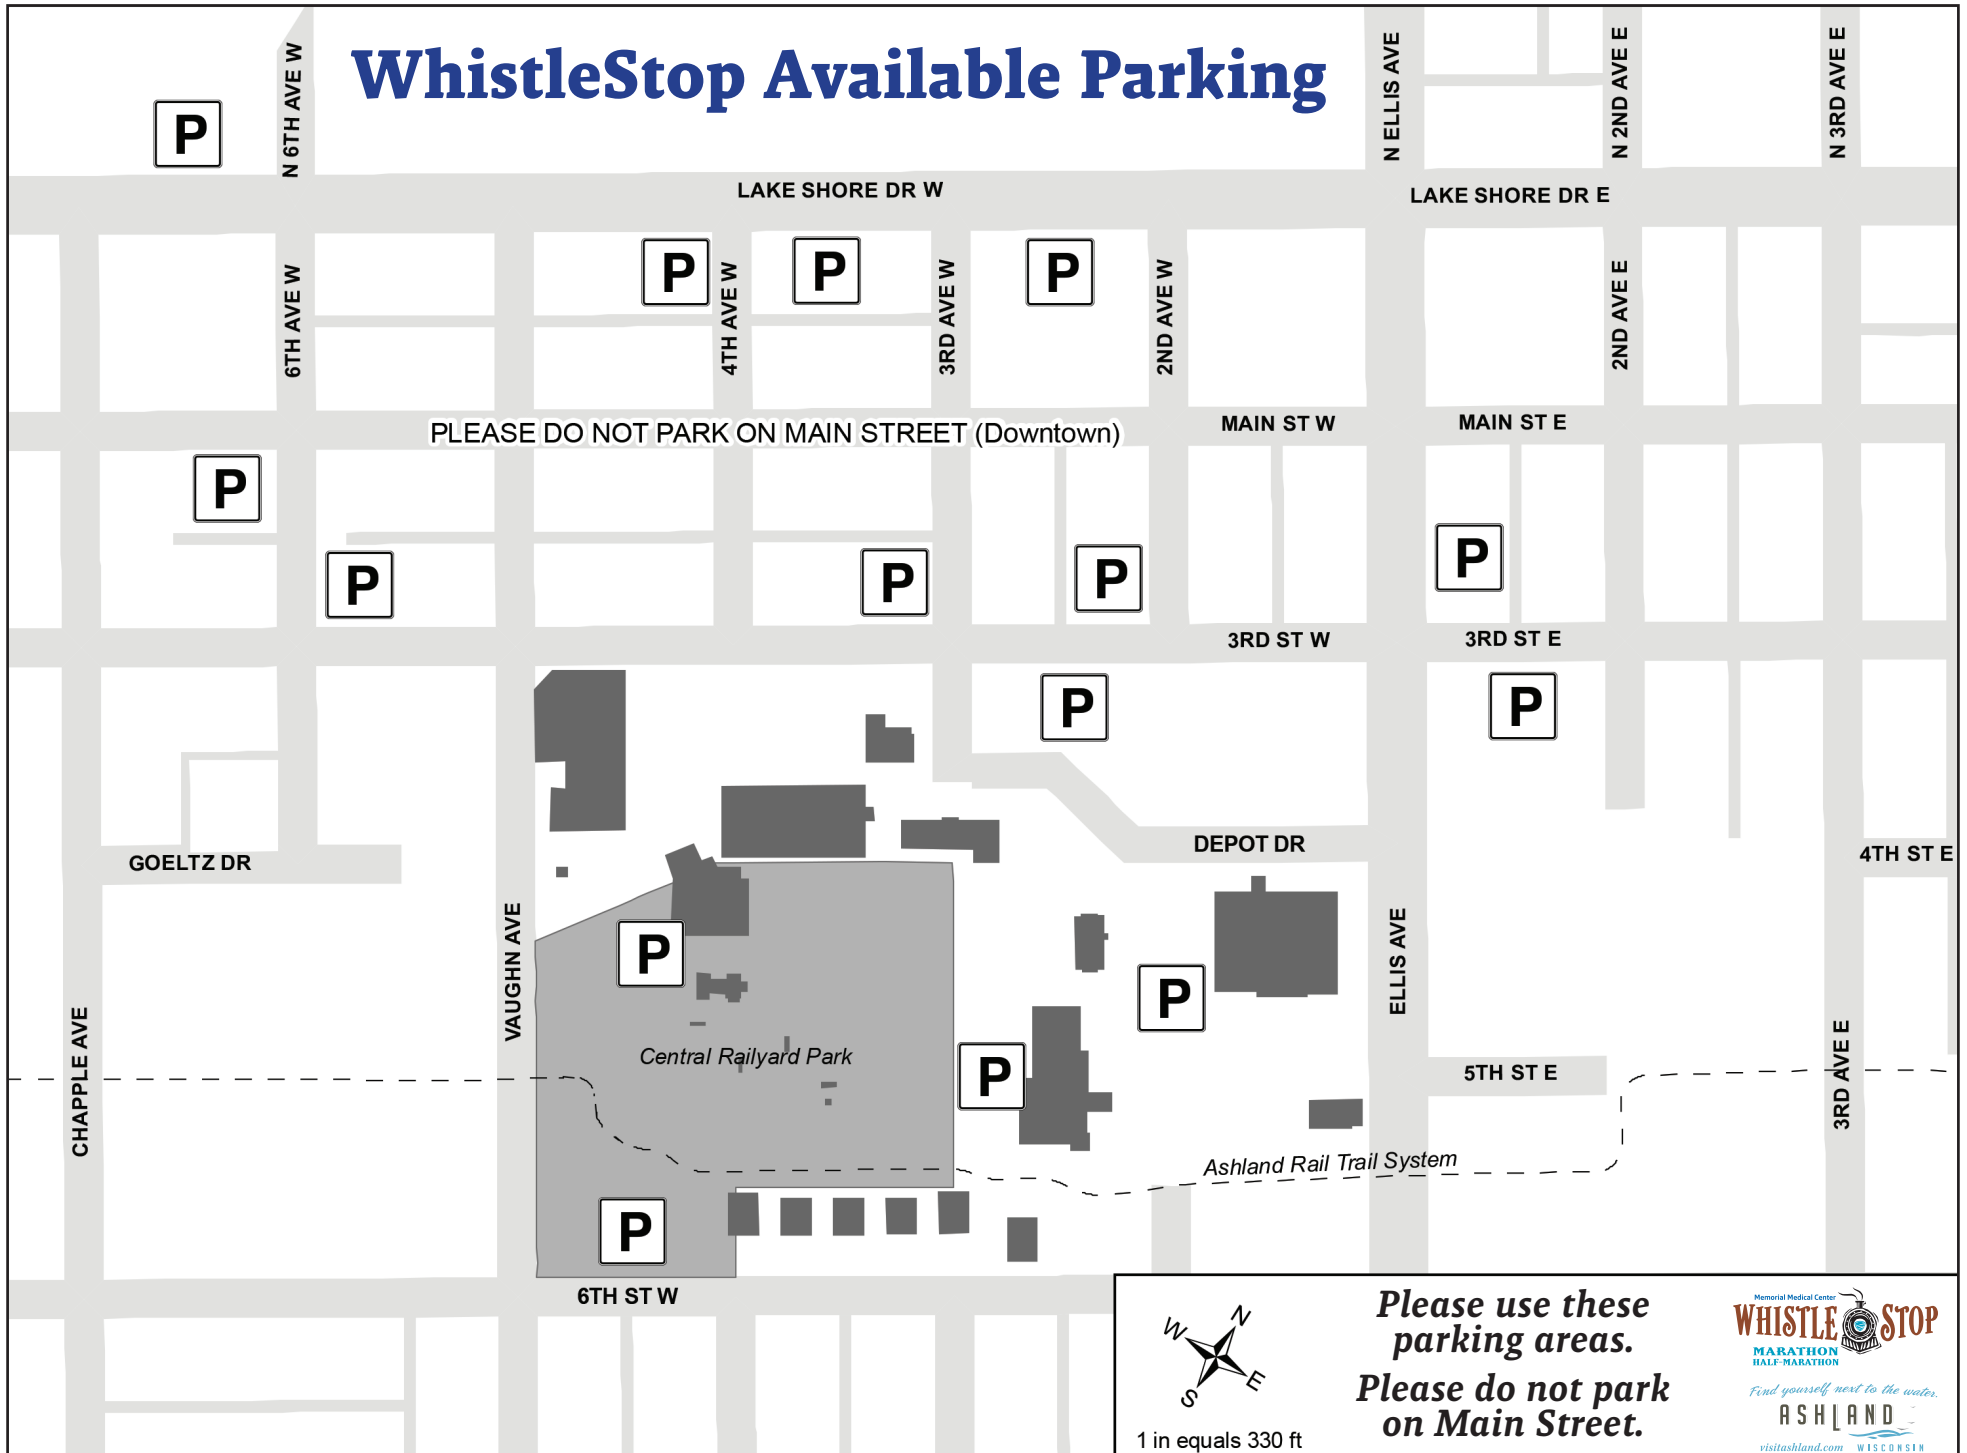 WhistleStop Available Parking
N 6TH AVE W
N ELLIS AVE
N 2ND AVE E
N 3RD AVE E
P
LAKE SHORE DR W
LAKE SHORE DR E
P
P
P
6TH AVE W
4TH AVE W
3RD AVE W
2ND AVE W
2ND AVE E
PLEASE DO NOT PARK ON MAIN STREET (Downtown)
MAIN ST W
MAIN ST E
P
P
P
P
P
3RD ST W
3RD ST E
P
P
GOELTZ DR
DEPOT DR
4TH ST E
VAUGHN AVE
ELLIS AVE
P
P
Central Railyard Park
P
5TH ST E
CHAPPLE AVE
3RD AVE E
Ashland Rail Trail System
P
6TH ST W
N
W
E
S
1 in equals 330 ft
Please use these
parking areas.
Please do not park
on Main Street.
Memorial Medical Center
WHISTLE STOP
MARATHON
HALF-MARATHON
Find yourself next to the water.
ASHLAND
visitashland.com WISCONSIN